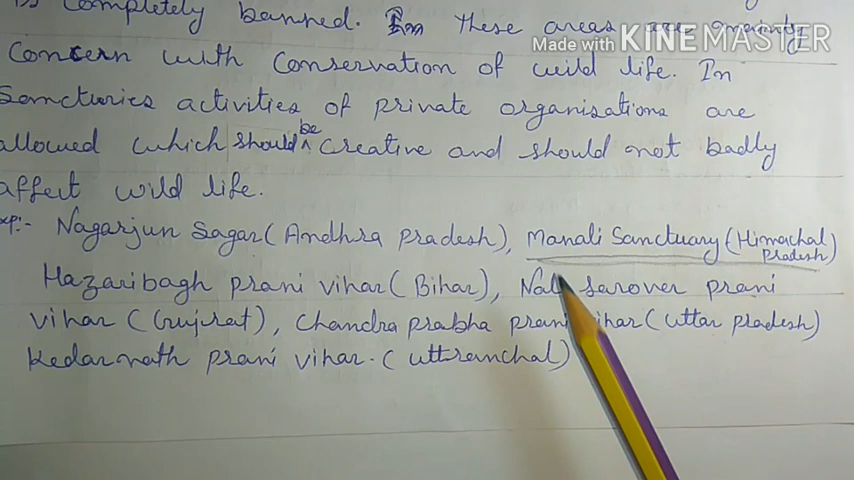 completely banned. In these areas are mainly
Made with KINEMASTER
Concern with Conservation of wild life. In
Sancturies activities of private organisations are
allowed which should be creative and should not badly
affect wild life.
Exp:- Nagarjun Sagar (Andhra pradesh), Manali Sanctuary (Himachal pradesh)
Hazaribagh prani vihar (Bihar), Nal sarover prani
vihar (Gujrat), Chandra prabha prani vihar (Uttar pradesh)
Kedarnath prani vihar. (Uttranchal)